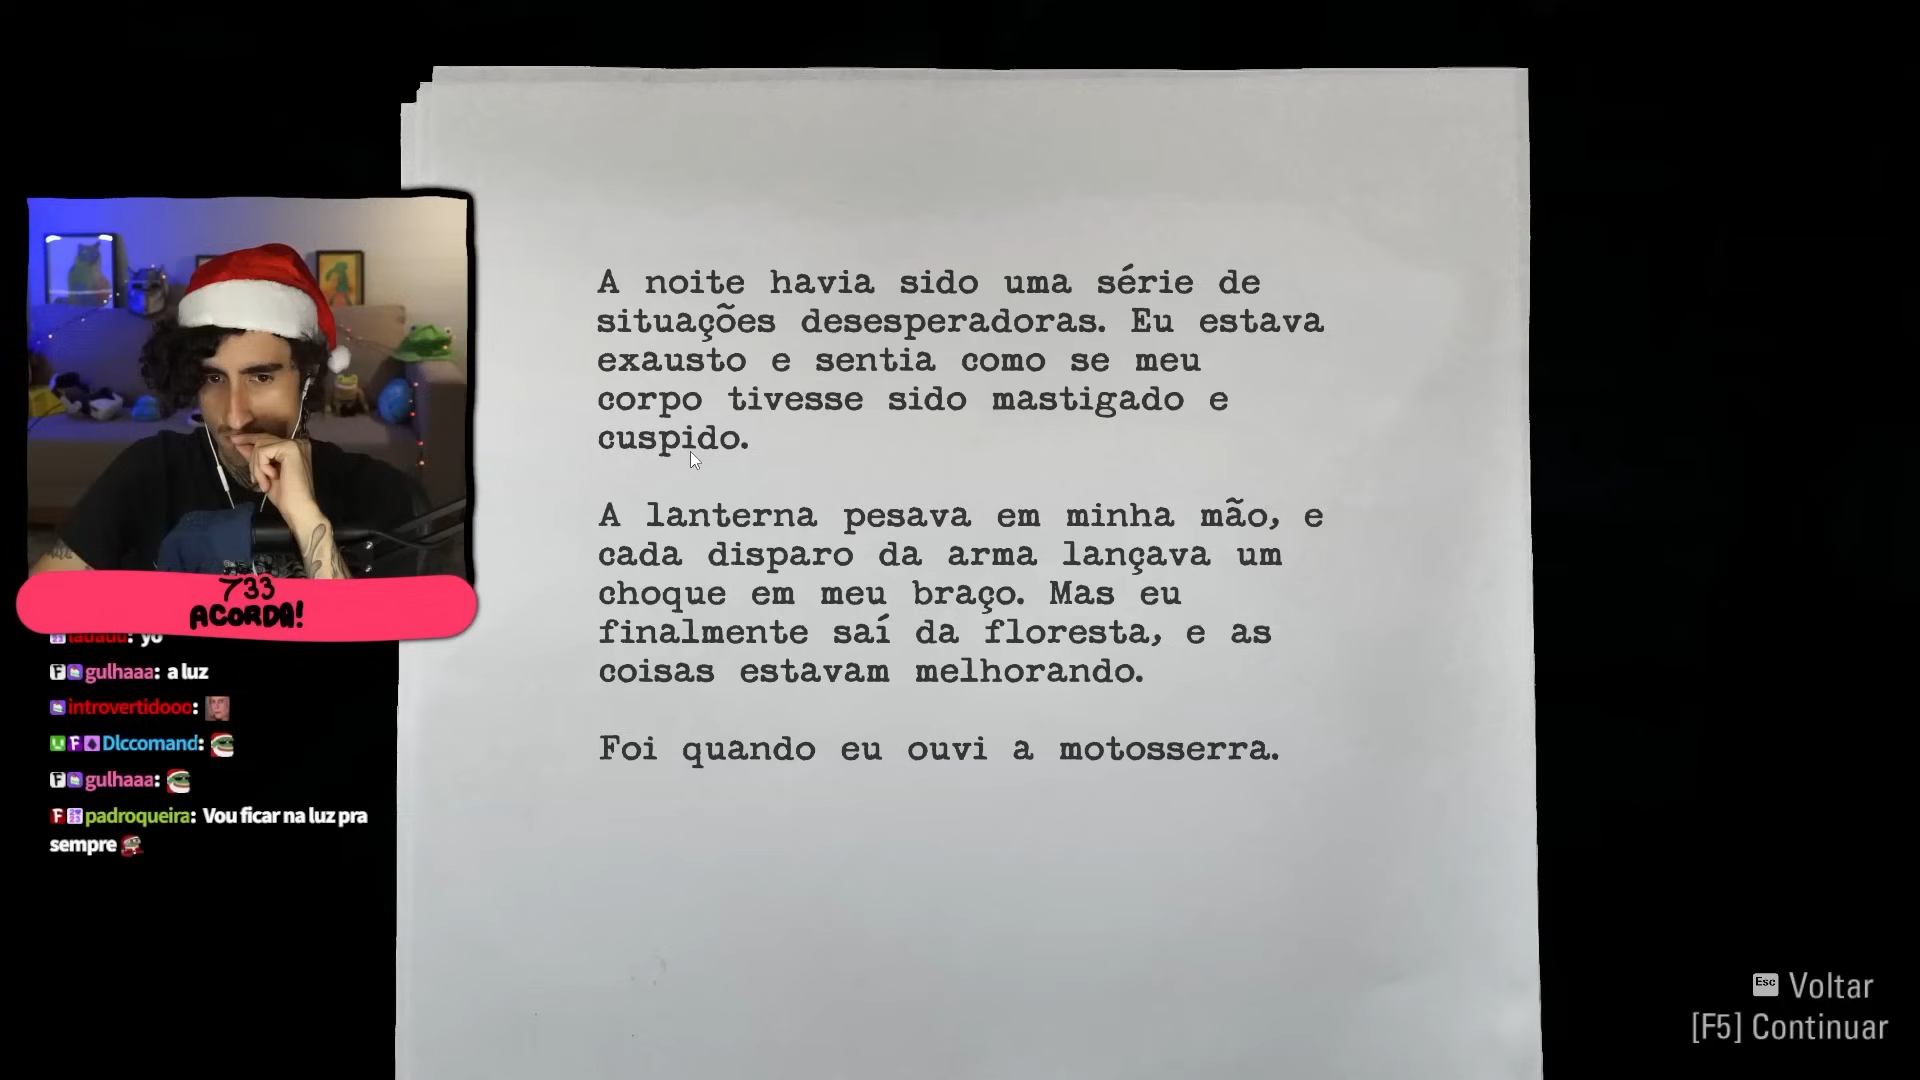 A noite havia sido uma série de
situações desesperadoras. Eu estava
exausto e sentia como se meu
corpo tivesse sido mastigado e
cuspido.
A lanterna pesava em minha mão, e
cada disparo da arma lançava um
choque em meu braço. Mas eu
finalmente saí da floresta, e as
coisas estavam melhorando.
Foi quando eu ouvi a motosserra.
733
ACORDA!
yo
gulhaaa: a luz
introvertidooo:
Dlccomand:
gulhaaa:
padroqueira: Vou ficar na luz pra
sempre
Esc Voltar
[F5] Continuar